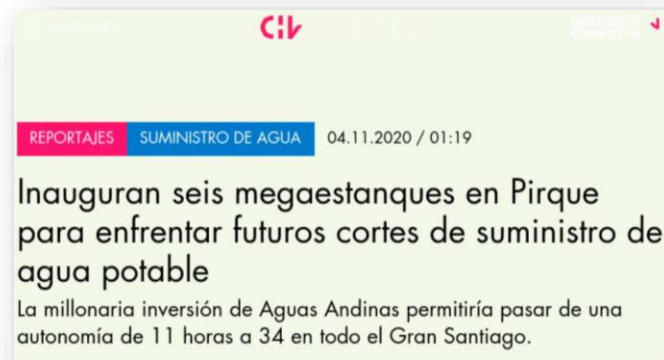 CHV
REPORTAJES SUMINISTRO DE AGUA 04.11.2020 / 01:19
Inauguran seis megaestanques en Pirque
para enfrentar futuros cortes de suministro de
agua potable
La millonaria inversión de Aguas Andinas permitiría pasar de una
autonomía de 11 horas a 34 en todo el Gran Santiago.